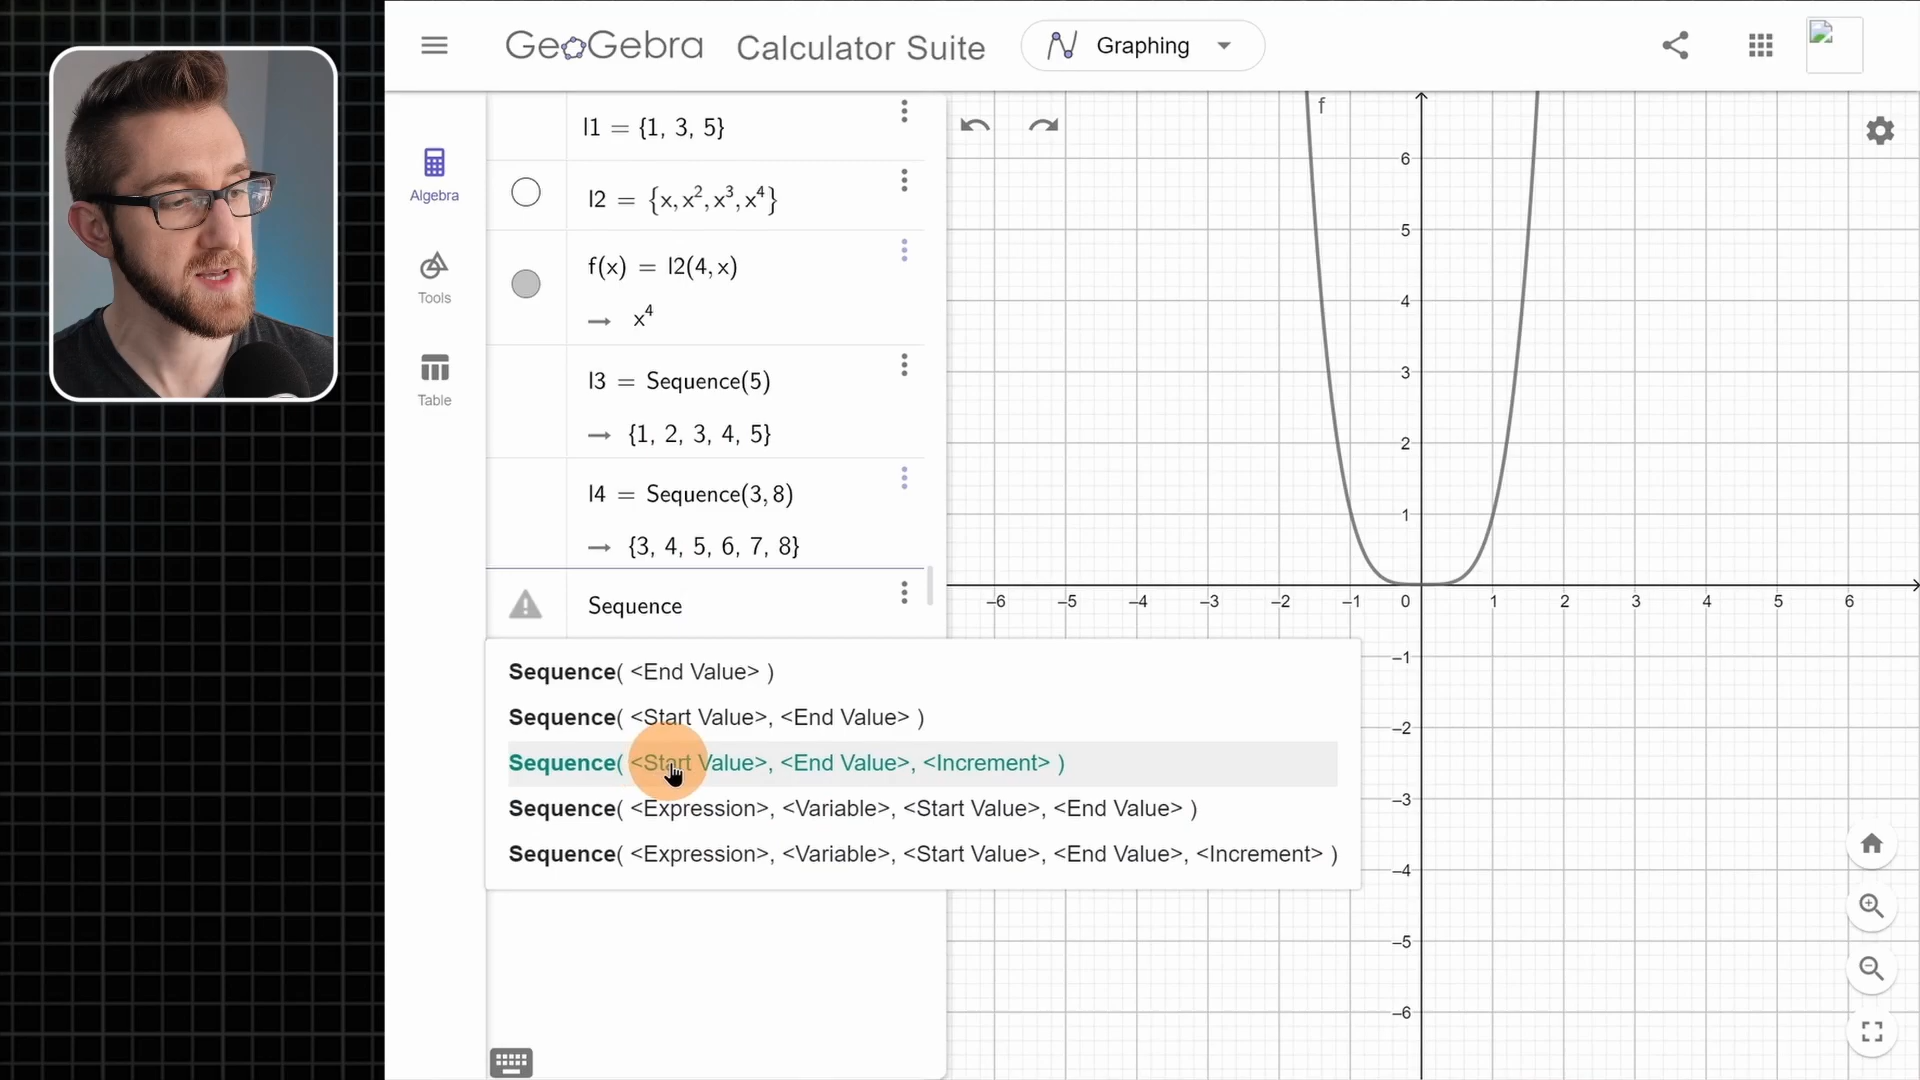 GeoGebra Calculator Suite Graphing
Algebra
Tools
Table
l1 = {1, 3, 5}
l2 = {x, x², x³, x⁴}
f(x) = l2(4, x)
→ x⁴
l3 = Sequence(5)
→ {1, 2, 3, 4, 5}
l4 = Sequence(3, 8)
→ {3, 4, 5, 6, 7, 8}
Sequence
Sequence( <End Value> )
Sequence( <Start Value>, <End Value> )
Sequence( <Start Value>, <End Value>, <Increment> )
Sequence( <Expression>, <Variable>, <Start Value>, <End Value> )
Sequence( <Expression>, <Variable>, <Start Value>, <End Value>, <Increment> )
f
6
5
4
3
2
1
–6 –5 –4 –3 –2 –1 0 1 2 3 4 5 6
–1
–2
–3
–4
–5
–6